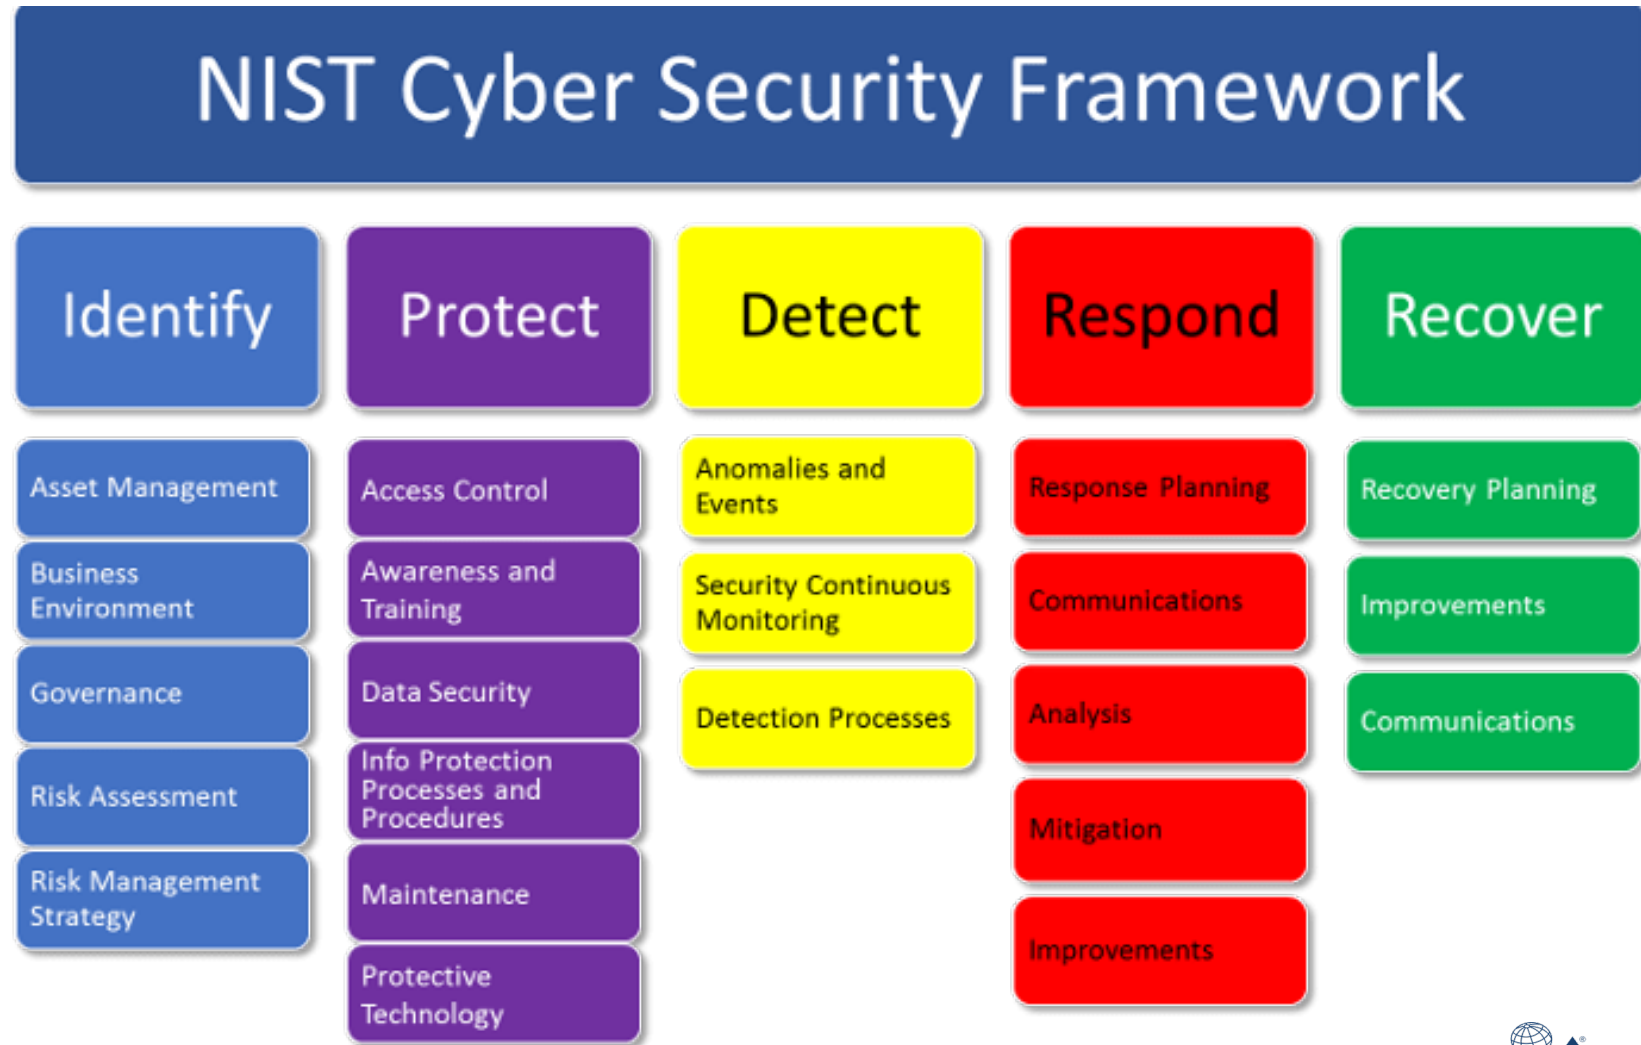 NIST Cyber Security Framework
Identify
Protect
Detect
Respond
Recover
Asset Management
Business
Environment
Governance
Risk Assessment
Risk Management
Strategy
Access Control
Awareness and
Training
Data Security
Info Protection
Processes and
Procedures
Maintenance
Protective
Technology
Anomalies and
Events
Security Continuous
Monitoring
Detection Processes
Response Planning
Communications
Analysis
Mitigation
Improvements
Recovery Planning
Improvements
Communications
®